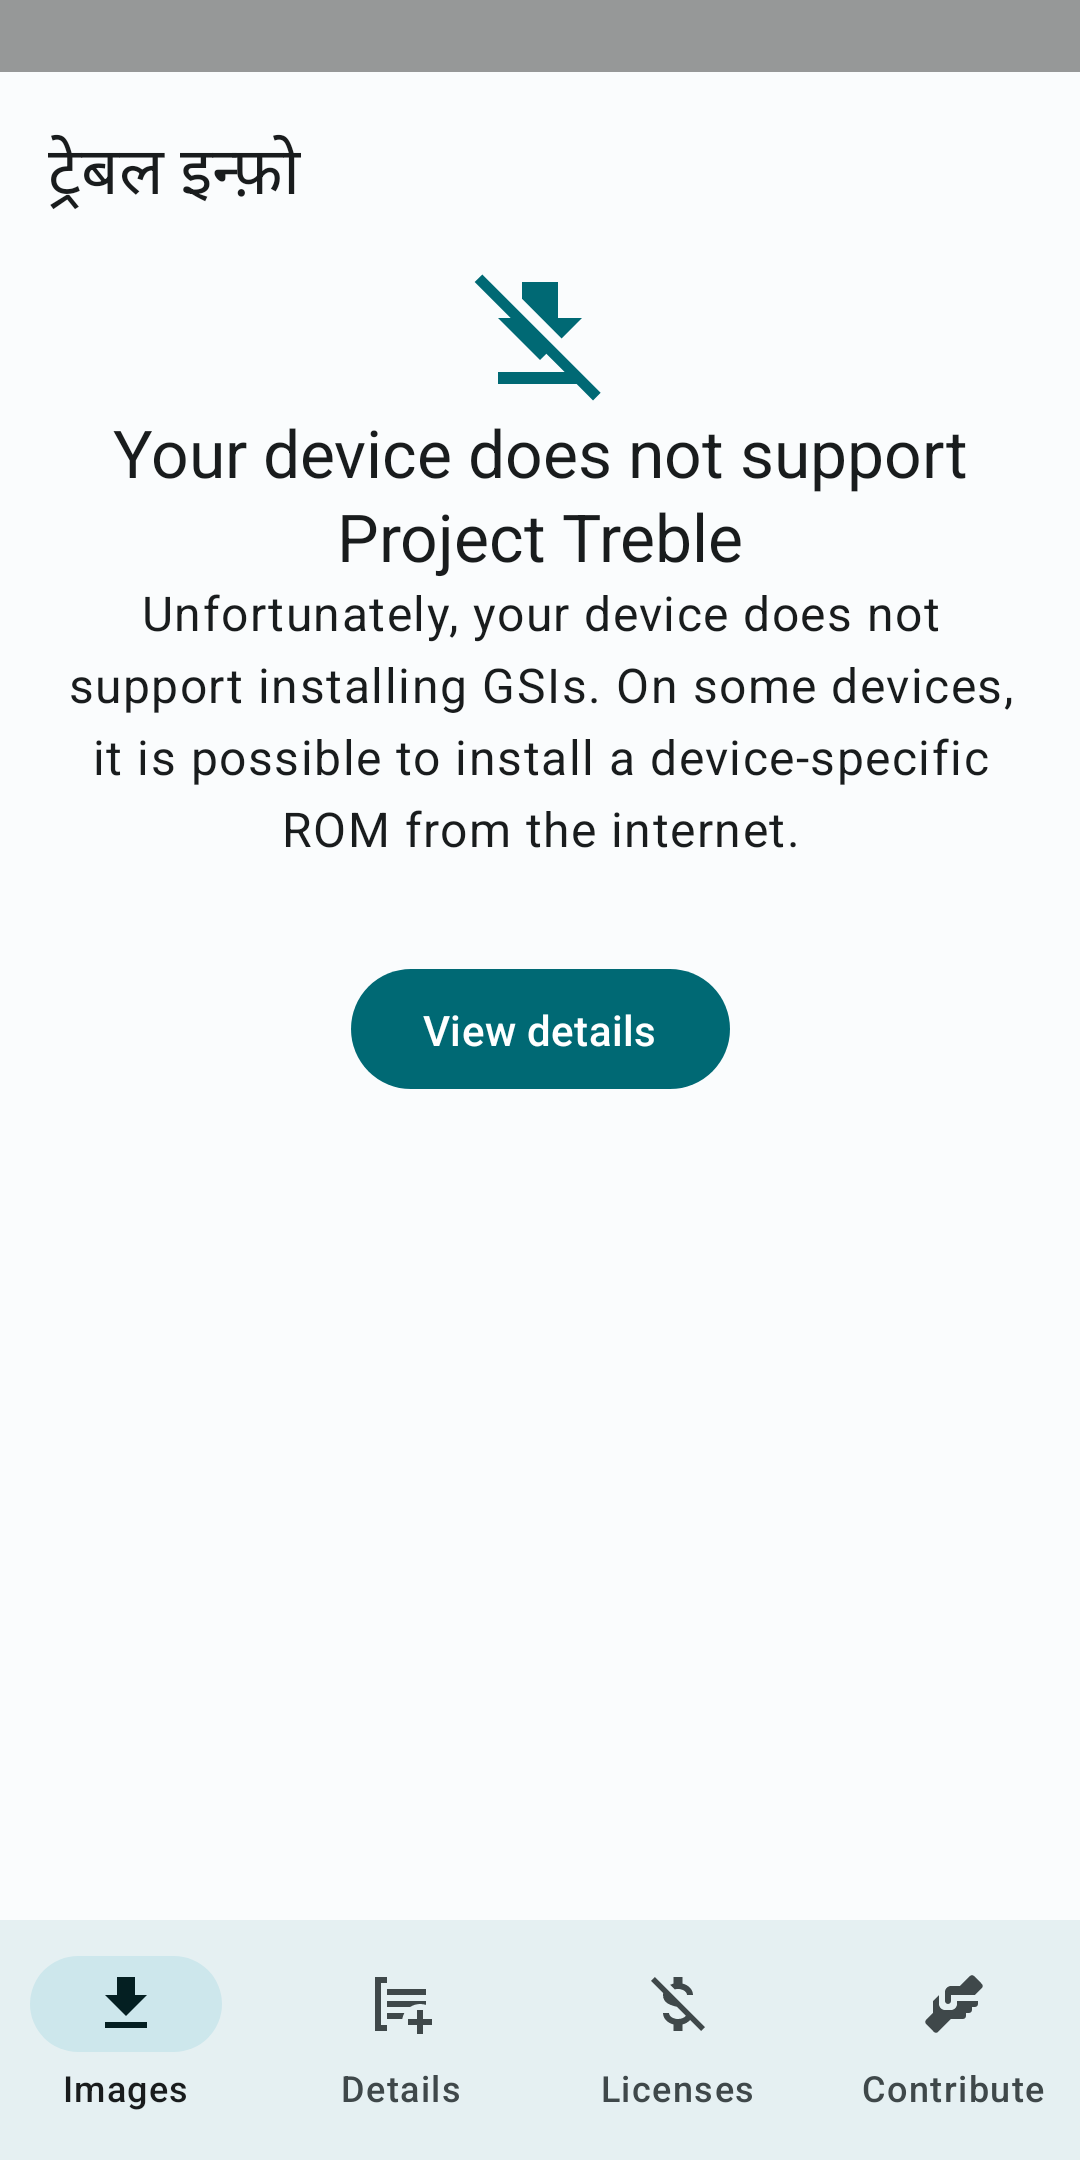 ट्रेबल इन्फ़ो
Your device does not support
Project Treble
Unfortunately, your device does not
support installing GSIs. On some devices,
it is possible to install a device-specific
ROM from the internet.
View details
Images
Details
Licenses
Contribute